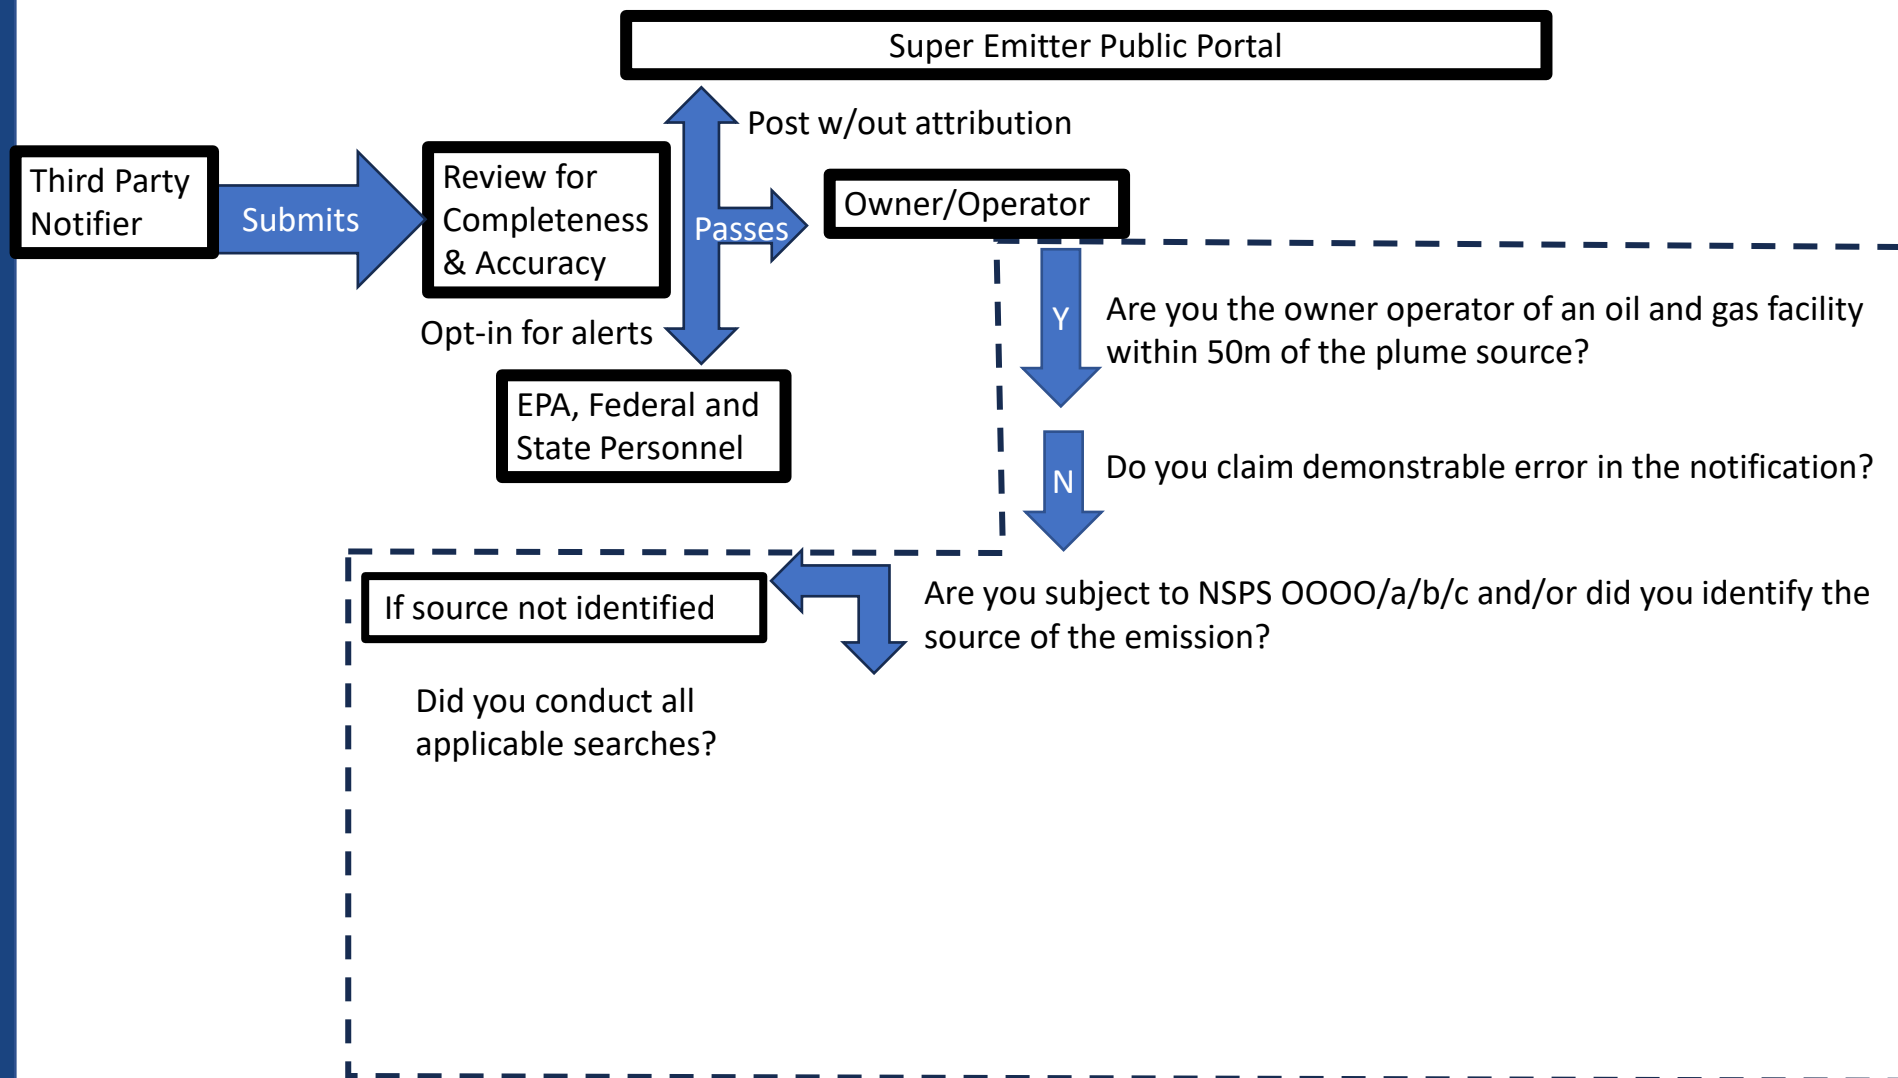 Super Emitter Public Portal
Post w/out attribution
Third Party
Notifier
Submits
Review for
Completeness
& Accuracy
Passes
Owner/Operator
Opt-in for alerts
EPA, Federal and
State Personnel
Y
Are you the owner operator of an oil and gas facility
within 50m of the plume source?
N
Do you claim demonstrable error in the notification?
If source not identified
Are you subject to NSPS OOOO/a/b/c and/or did you identify the
source of the emission?
Did you conduct all
applicable searches?